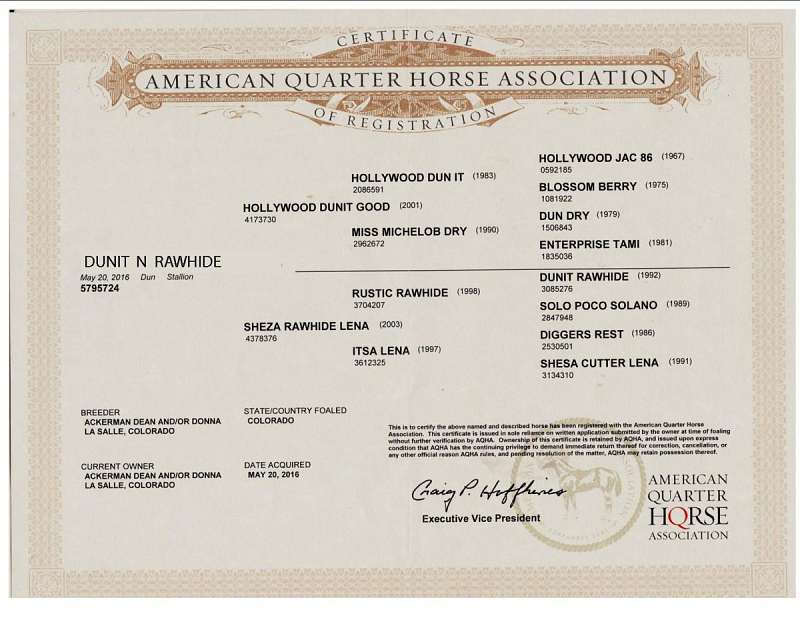 CERTIFICATE
AMERICAN QUARTER HORSE ASSOCIATION
OF REGISTRATION
HOLLYWOOD JAC 86 (1967)
0592185
HOLLYWOOD DUN IT (1983)
2086591
BLOSSOM BERRY (1975)
1081922
HOLLYWOOD DUNIT GOOD (2001)
4173730
DUN DRY (1979)
1506843
MISS MICHELOB DRY (1990)
2962672
ENTERPRISE TAMI (1981)
1835036
DUNIT N RAWHIDE
May 20, 2016 Dun Stallion
5795724
DUNIT RAWHIDE (1992)
3085276
RUSTIC RAWHIDE (1998)
3704207
SOLO POCO SOLANO (1989)
2847948
SHEZA RAWHIDE LENA (2003)
4378376
DIGGERS REST (1986)
2530501
ITSA LENA (1997)
3612325
SHESA CUTTER LENA (1991)
3134310
BREEDER
ACKERMAN DEAN AND/OR DONNA
LA SALLE, COLORADO
STATE/COUNTRY FOALED
COLORADO
CURRENT OWNER
ACKERMAN DEAN AND/OR DONNA
LA SALLE, COLORADO
DATE ACQUIRED
MAY 20, 2016
This is to certify the above named and described horse has been registered with the American Quarter Horse
Association. This certificate is issued in sole reliance on written application submitted by the owner at time of foaling
without further verification by AQHA. Ownership of this certificate is retained by AQHA, and issued upon express
condition that AQHA has the continuing privilege to demand immediate return thereof for correction, cancellation, or
any other official reason AQHA rules, and pending resolution of the matter, AQHA may retain possession thereof.
Craig P. Huffhines
Executive Vice President
AMERICAN
QUARTER
HORSE
ASSOCIATION